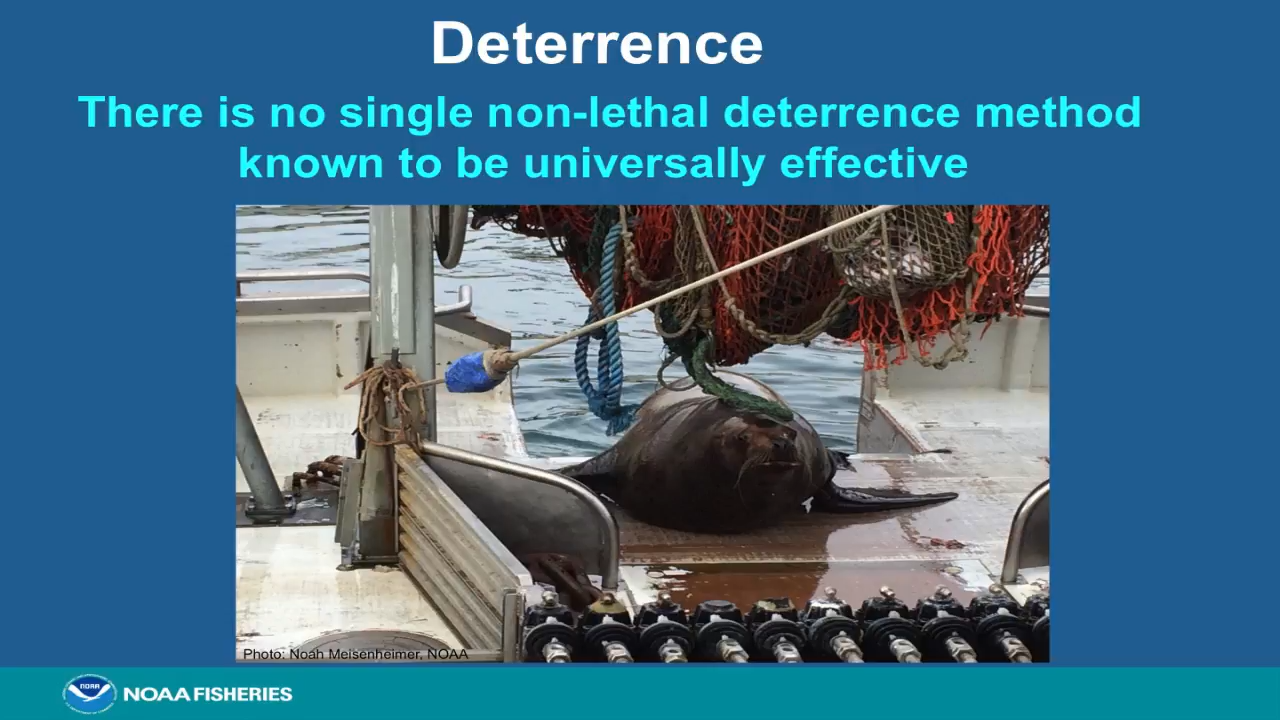 Deterrence
There is no single non-lethal deterrence method
known to be universally effective
Photo: Noah Meisenheimer, NOAA
NOAA
NOAA FISHERIES